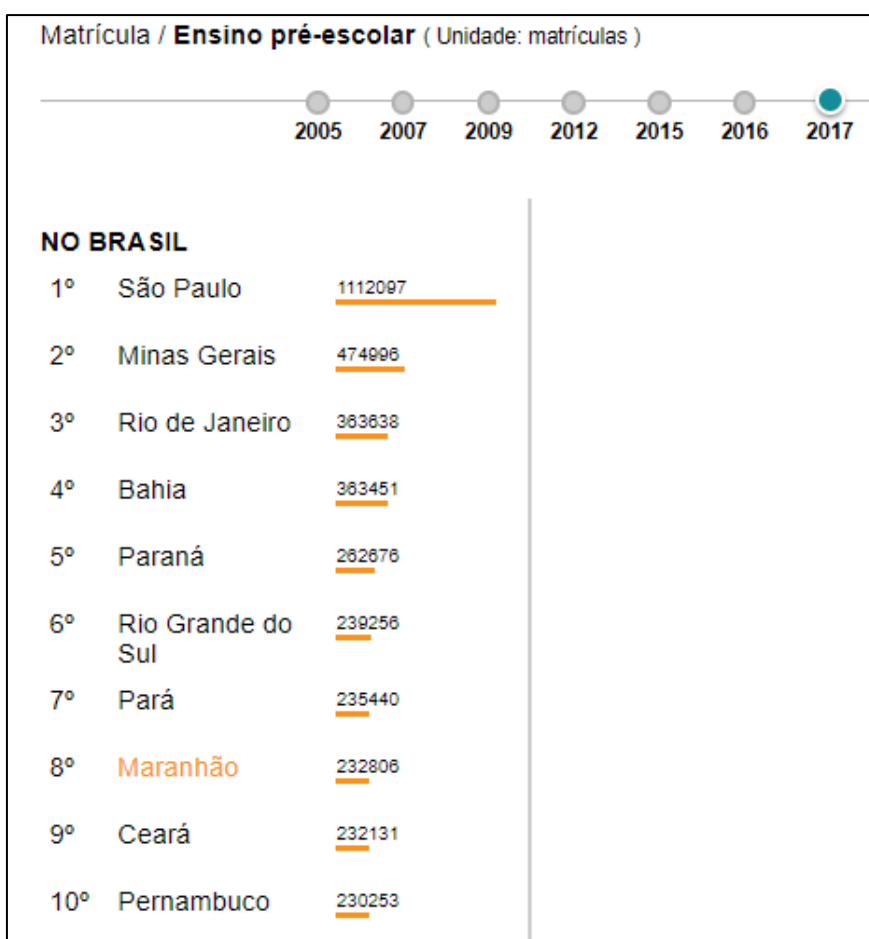 Matrícula / Ensino pré-escolar ( Unidade: matrículas )
2005 2007 2009 2012 2015 2016 2017
NO BRASIL
1º São Paulo 1112097
2º Minas Gerais 474996
3º Rio de Janeiro 363638
4º Bahia 363451
5º Paraná 262676
6º Rio Grande do 239256
Sul
7º Pará 235440
8º Maranhão 232806
9º Ceará 232131
10º Pernambuco 230253